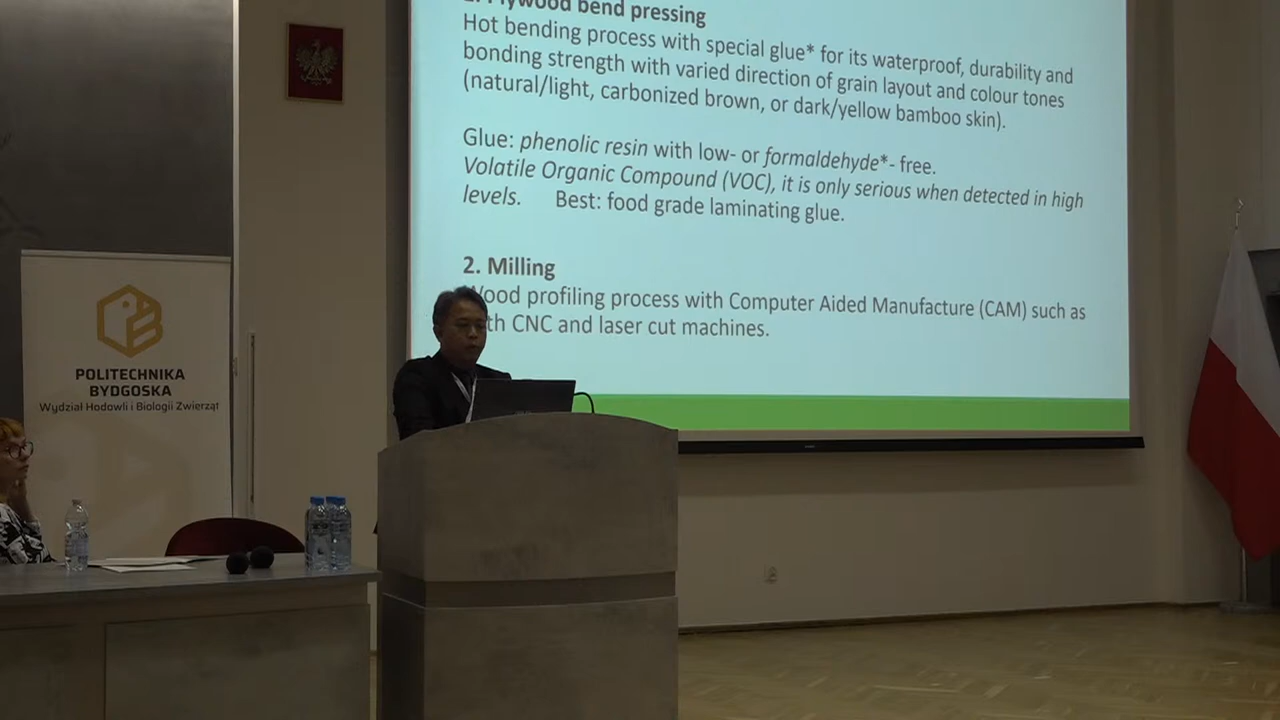 Plywood bend pressing
Hot bending process with special glue* for its waterproof, durability and
bonding strength with varied direction of grain layout and colour tones
(natural/light, carbonized brown, or dark/yellow bamboo skin).
Glue: phenolic resin with low- or formaldehyde*- free.
Volatile Organic Compound (VOC), it is only serious when detected in high
levels. Best: food grade laminating glue.
2. Milling
Wood profiling process with Computer Aided Manufacture (CAM) such as
CNC and laser cut machines.
POLITECHNIKA
BYDGOSKA
Wydział Hodowli i Biologii Zwierząt